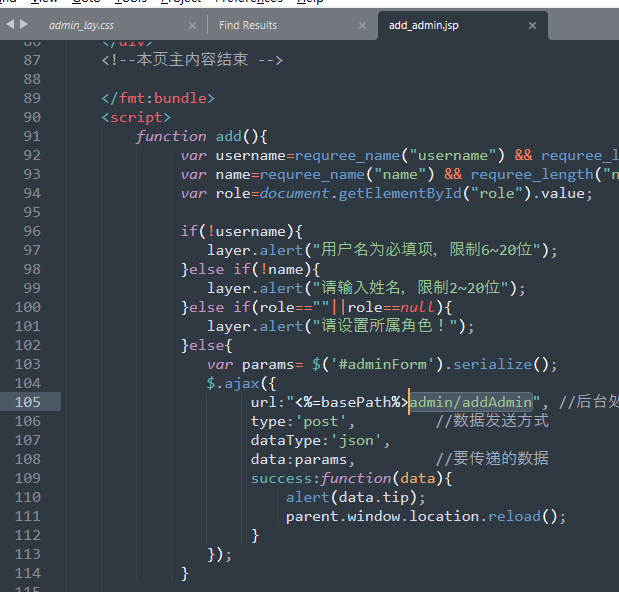 View Goto Tools Project Preferences Help
admin_lay.css × Find Results × add_admin.jsp ×
86 </div>
87 <!--本页主内容结束 -->
88
89 </fmt:bundle>
90 <script>
91 function add(){
92 var username=requree_name("username") && requree_l
93 var name=requree_name("name") && requree_length("n
94 var role=document.getElementById("role").value;
95
96 if(!username){
97 layer.alert("用户名为必填项, 限制6~20位");
98 }else if(!name){
99 layer.alert("请输入姓名, 限制2~20位");
100 }else if(role==""||role==null){
101 layer.alert("请设置所属角色！");
102 }else{
103 var params= $('#adminForm').serialize();
104 $.ajax({
105 url:"<%=basePath%>admin/addAdmin", //后台处
106 type:'post', //数据发送方式
107 dataType:'json',
108 data:params, //要传递的数据
109 success:function(data){
110 alert(data.tip);
111 parent.window.location.reload();
112 }
113 });
114 }
115